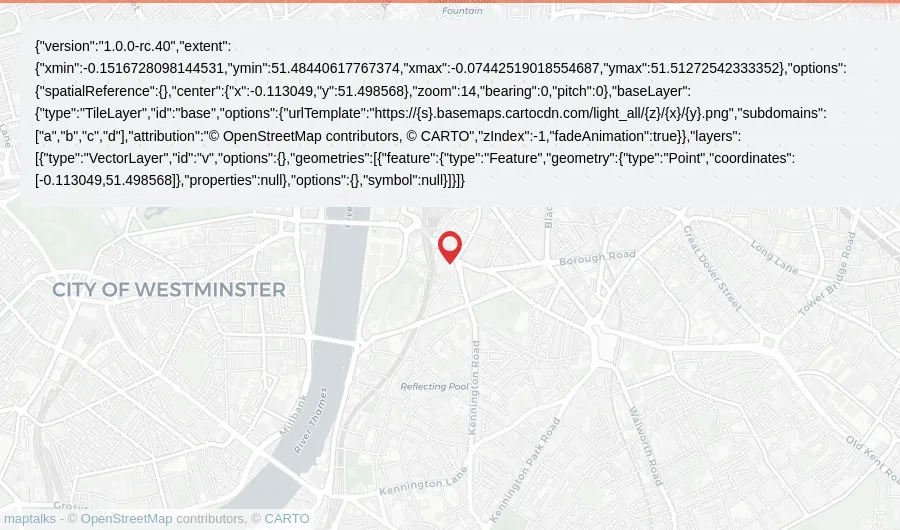 Fountain
{"version":"1.0.0-rc.40","extent":
{"xmin":-0.1516728098144531,"ymin":51.48440617767374,"xmax":-0.07442519018554687,"ymax":51.51272542333352},"options":
{"spatialReference":{},"center":{"x":-0.113049,"y":51.498568},"zoom":14,"bearing":0,"pitch":0},"baseLayer":
{"type":"TileLayer","id":"base","options":{"urlTemplate":"https://{s}.basemaps.cartocdn.com/light_all/{z}/{x}/{y}.png","subdomains":
["a","b","c","d"],"attribution":"© OpenStreetMap contributors, © CARTO","zIndex":-1,"fadeAnimation":true}},"layers":
[{"type":"VectorLayer","id":"v","options":{},"geometries":[{"feature":{"type":"Feature","geometry":{"type":"Point","coordinates":
[-0.113049,51.498568]},"properties":null},"options":{},"symbol":null}]}]}
Borough Road
Great Dover Street
Long Lane
Tower Bridge Road
CITY OF WESTMINSTER
Kennington Road
Reflecting Pool
Millbank
River Thames
Walworth Road
Kennington Park Road
Old Kent Road
Kennington Lane
maptalks - © OpenStreetMap contributors, © CARTO